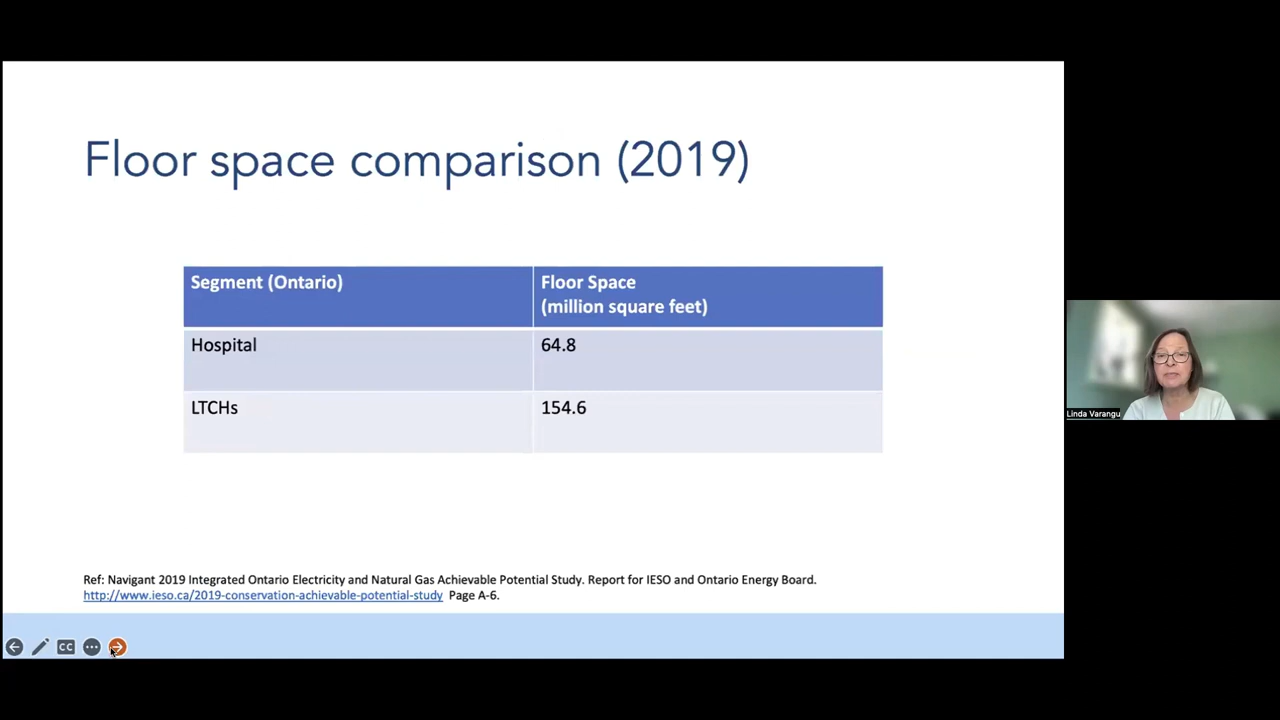 Floor space comparison (2019)
Segment (Ontario)
Floor Space
(million square feet)
Hospital
64.8
LTCHs
154.6
Ref: Navigant 2019 Integrated Ontario Electricity and Natural Gas Achievable Potential Study. Report for IESO and Ontario Energy Board.
http://www.ieso.ca/2019-conservation-achievable-potential-study Page A-6.
CC
Linda Varangu